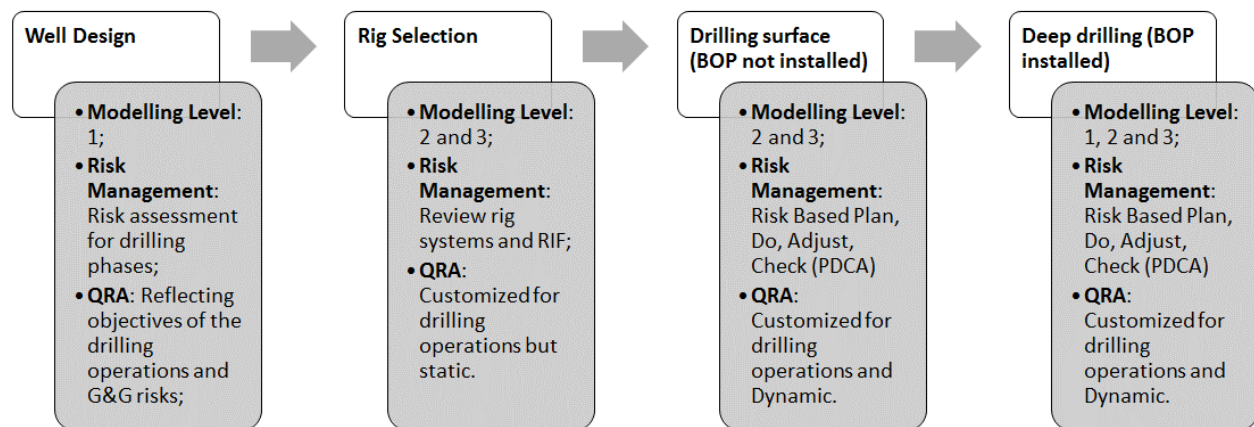 Well Design
• Modelling Level:
1;
• Risk
Management:
Risk assessment
for drilling
phases;
• QRA: Reflecting
objectives of the
drilling
operations and
G&G risks;
Rig Selection
• Modelling Level:
2 and 3;
• Risk
Management:
Review rig
systems and RIF;
• QRA:
Customized for
drilling
operations but
static.
Drilling surface
(BOP not installed)
• Modelling Level:
2 and 3;
• Risk
Management:
Risk Based Plan,
Do, Adjust,
Check (PDCA)
• QRA:
Customized for
drilling
operations and
Dynamic.
Deep drilling (BOP
installed)
• Modelling Level:
1, 2 and 3;
• Risk
Management:
Risk Based Plan,
Do, Adjust,
Check (PDCA)
• QRA:
Customized for
drilling
operations and
Dynamic.